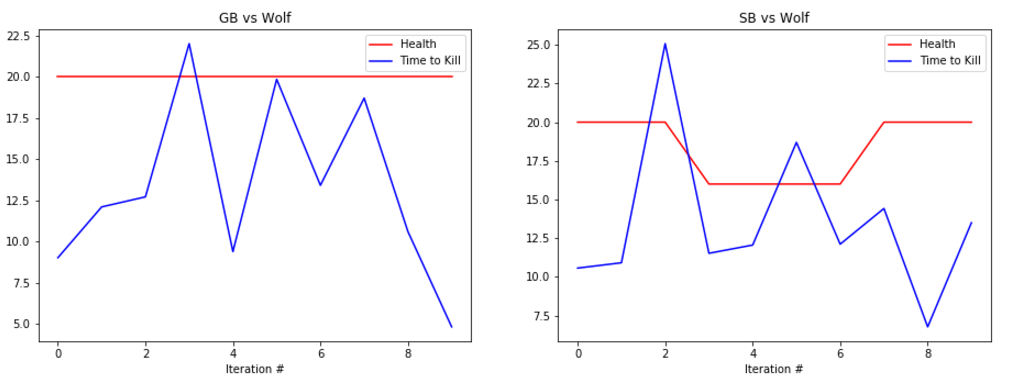 GB vs Wolf
22.5
20.0
17.5
15.0
12.5
10.0
7.5
5.0
Health
Time to Kill
0 2 4 6 8
Iteration #
SB vs Wolf
25.0
22.5
20.0
17.5
15.0
12.5
10.0
7.5
Health
Time to Kill
0 2 4 6 8
Iteration #